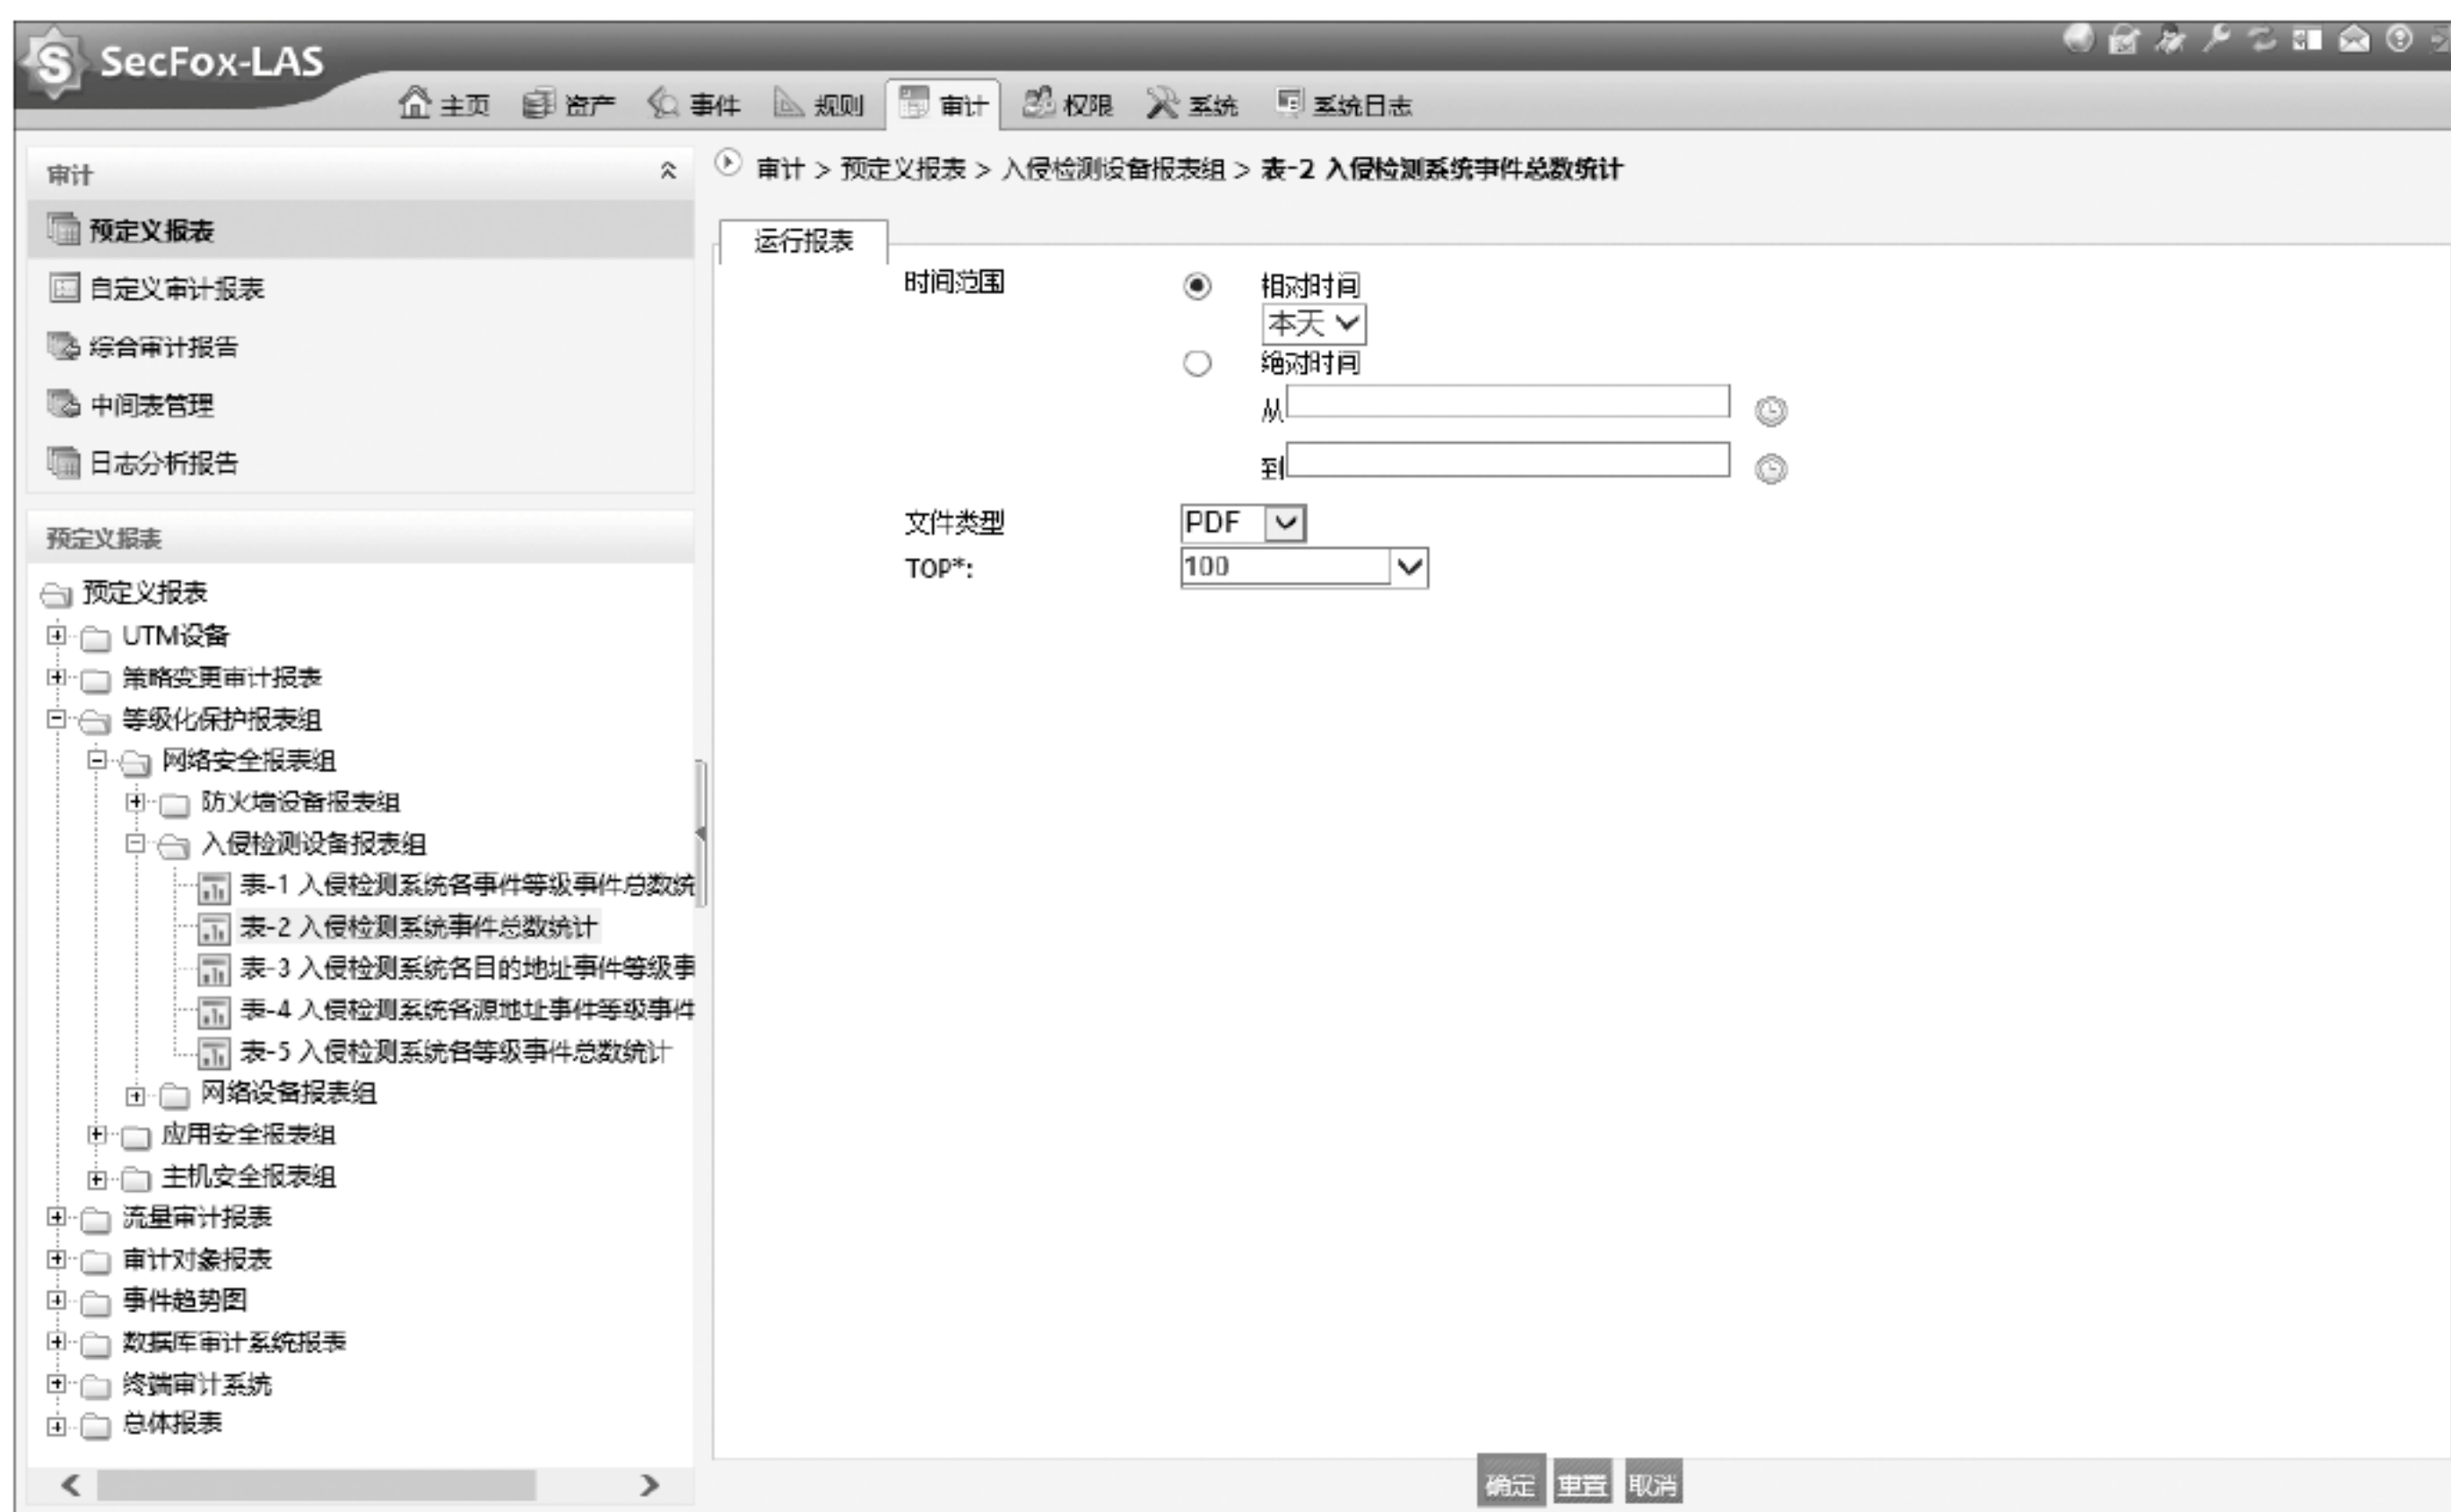 SecFox-LAS
主页 资产 事件 规则 审计 权限 系统 系统日志
审计
预定义报表
自定义审计报表
综合审计报告
中间表管理
日志分析报告
预定义报表
预定义报表
UTM设备
策略变更审计报表
等级化保护报表组
网络安全报表组
防火墙设备报表组
入侵检测设备报表组
表-1 入侵检测系统各事件等级事件总数统
表-2 入侵检测系统事件总数统计
表-3 入侵检测系统各目的地址事件等级事
表-4 入侵检测系统各源地址事件等级事件
表-5 入侵检测系统各等级事件总数统计
网络设备报表组
应用安全报表组
主机安全报表组
流量审计报表
审计对象报表
事件趋势图
数据库审计系统报表
终端审计系统
总体报表
审计 > 预定义报表 > 入侵检测设备报表组 > 表-2 入侵检测系统事件总数统计
运行报表
时间范围 相对时间
本天
绝对时间
从
到
文件类型 PDF
TOP*: 100
确定 重置 取消